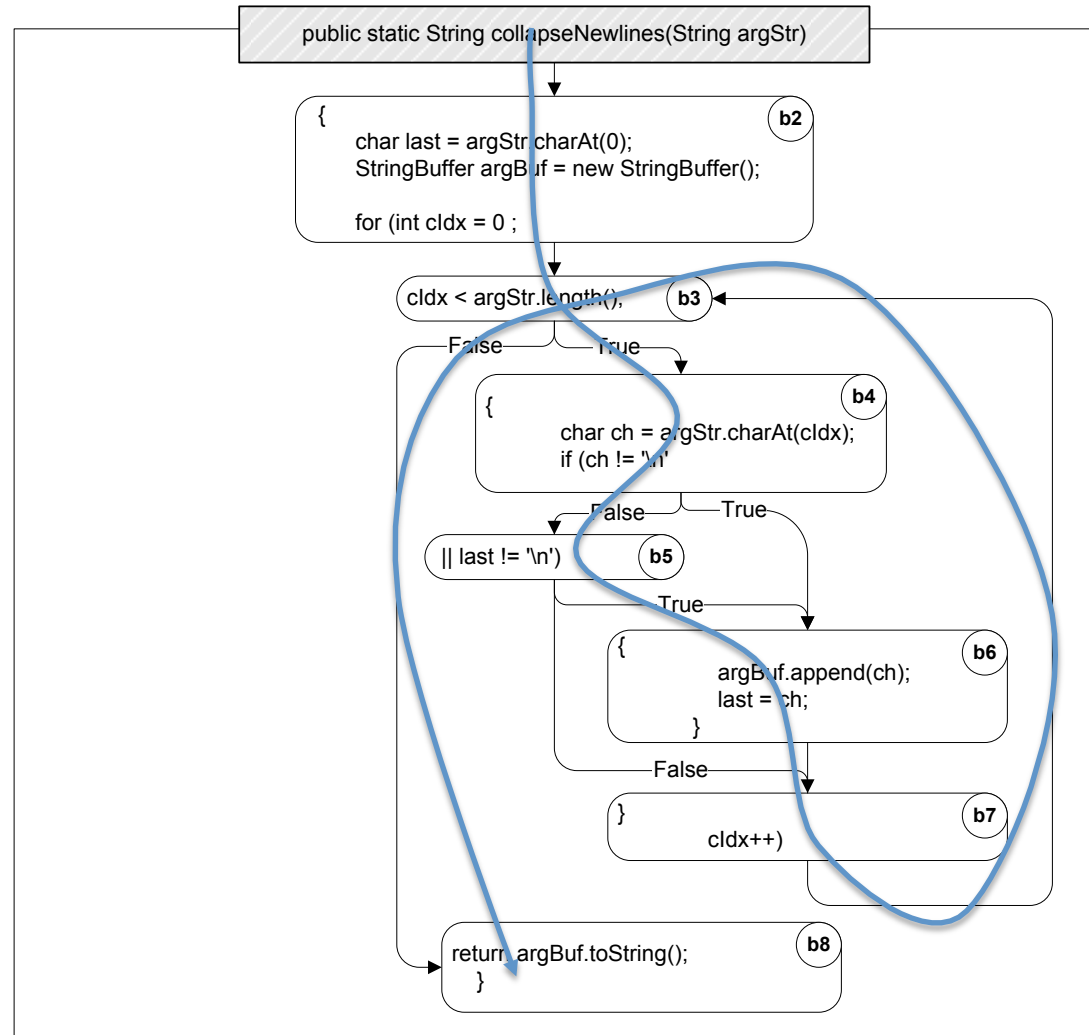 public static String collapseNewlines(String argStr)
{
b2
char last = argStr.charAt(0);
StringBuffer argBuf = new StringBuffer();
for (int cIdx = 0 ;
cIdx < argStr.length();
b3
False
True
{
b4
char ch = argStr.charAt(cIdx);
if (ch != '\n'
False
True
|| last != '\n')
b5
True
{
b6
argBuf.append(ch);
last = ch;
}
False
}
b7
cIdx++)
return argBuf.toString();
b8
}